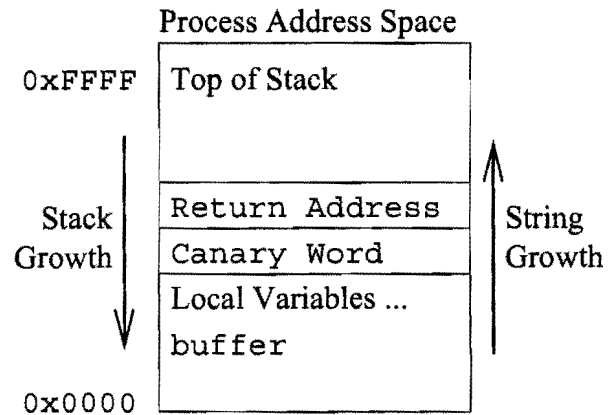 Process Address Space
0xFFFF
Top of Stack
Stack
Growth
Return Address
Canary Word
Local Variables ...
buffer
String
Growth
0x0000